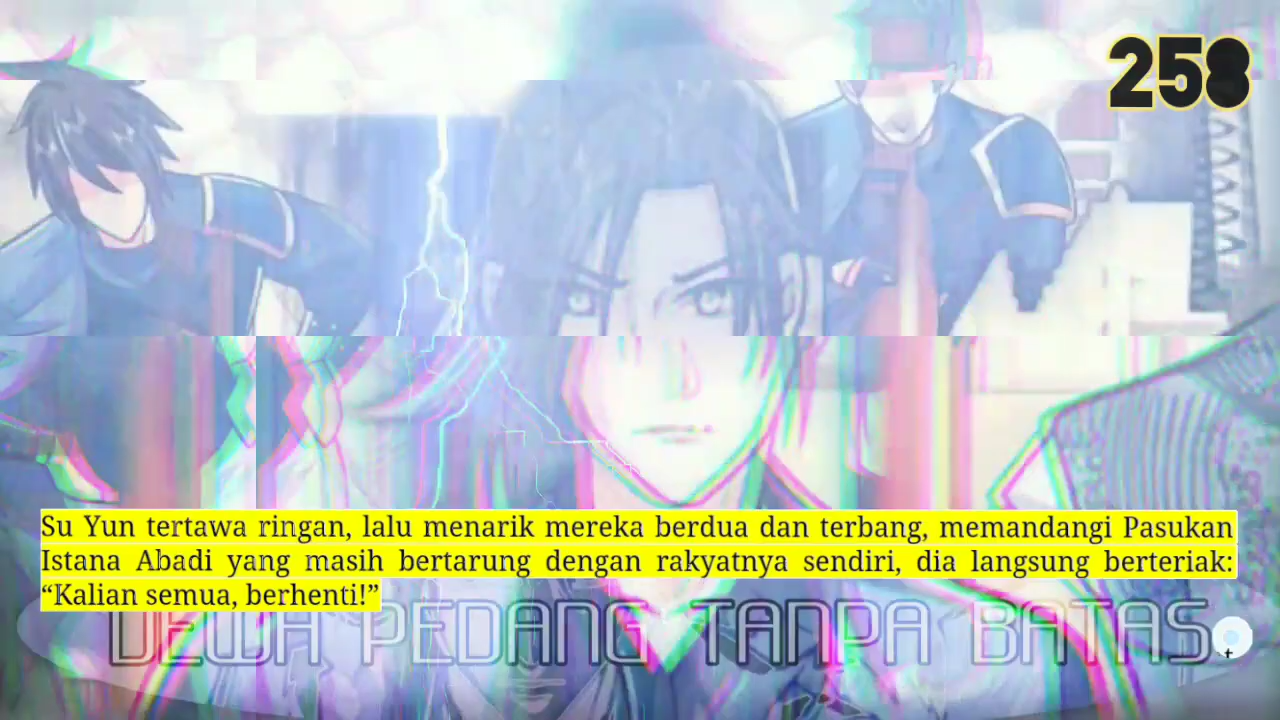 258
Su Yun tertawa ringan, lalu menarik mereka berdua dan terbang, memandangi Pasukan
Istana Abadi yang masih bertarung dengan rakyatnya sendiri, dia langsung berteriak:
“Kalian semua, berhenti!”
DEWA PEDANG TANPA BATAS
t